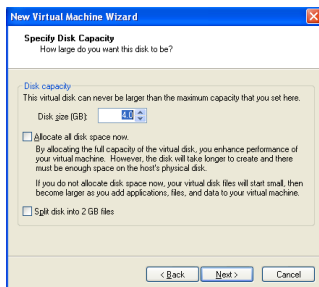 New Virtual Machine Wizard
Specify Disk Capacity
How large do you want this disk to be?
Disk capacity
This virtual disk can never be larger than the maximum capacity that you set here.
Disk size (GB): 4.0
Allocate all disk space now.
By allocating the full capacity of the virtual disk, you enhance performance of
your virtual machine. However, the disk will take longer to create and there
must be enough space on the host's physical disk.
If you do not allocate disk space now, your virtual disk files will start small, then
become larger as you add applications, files, and data to your virtual machine.
Split disk into 2 GB files
< Back
Next >
Cancel